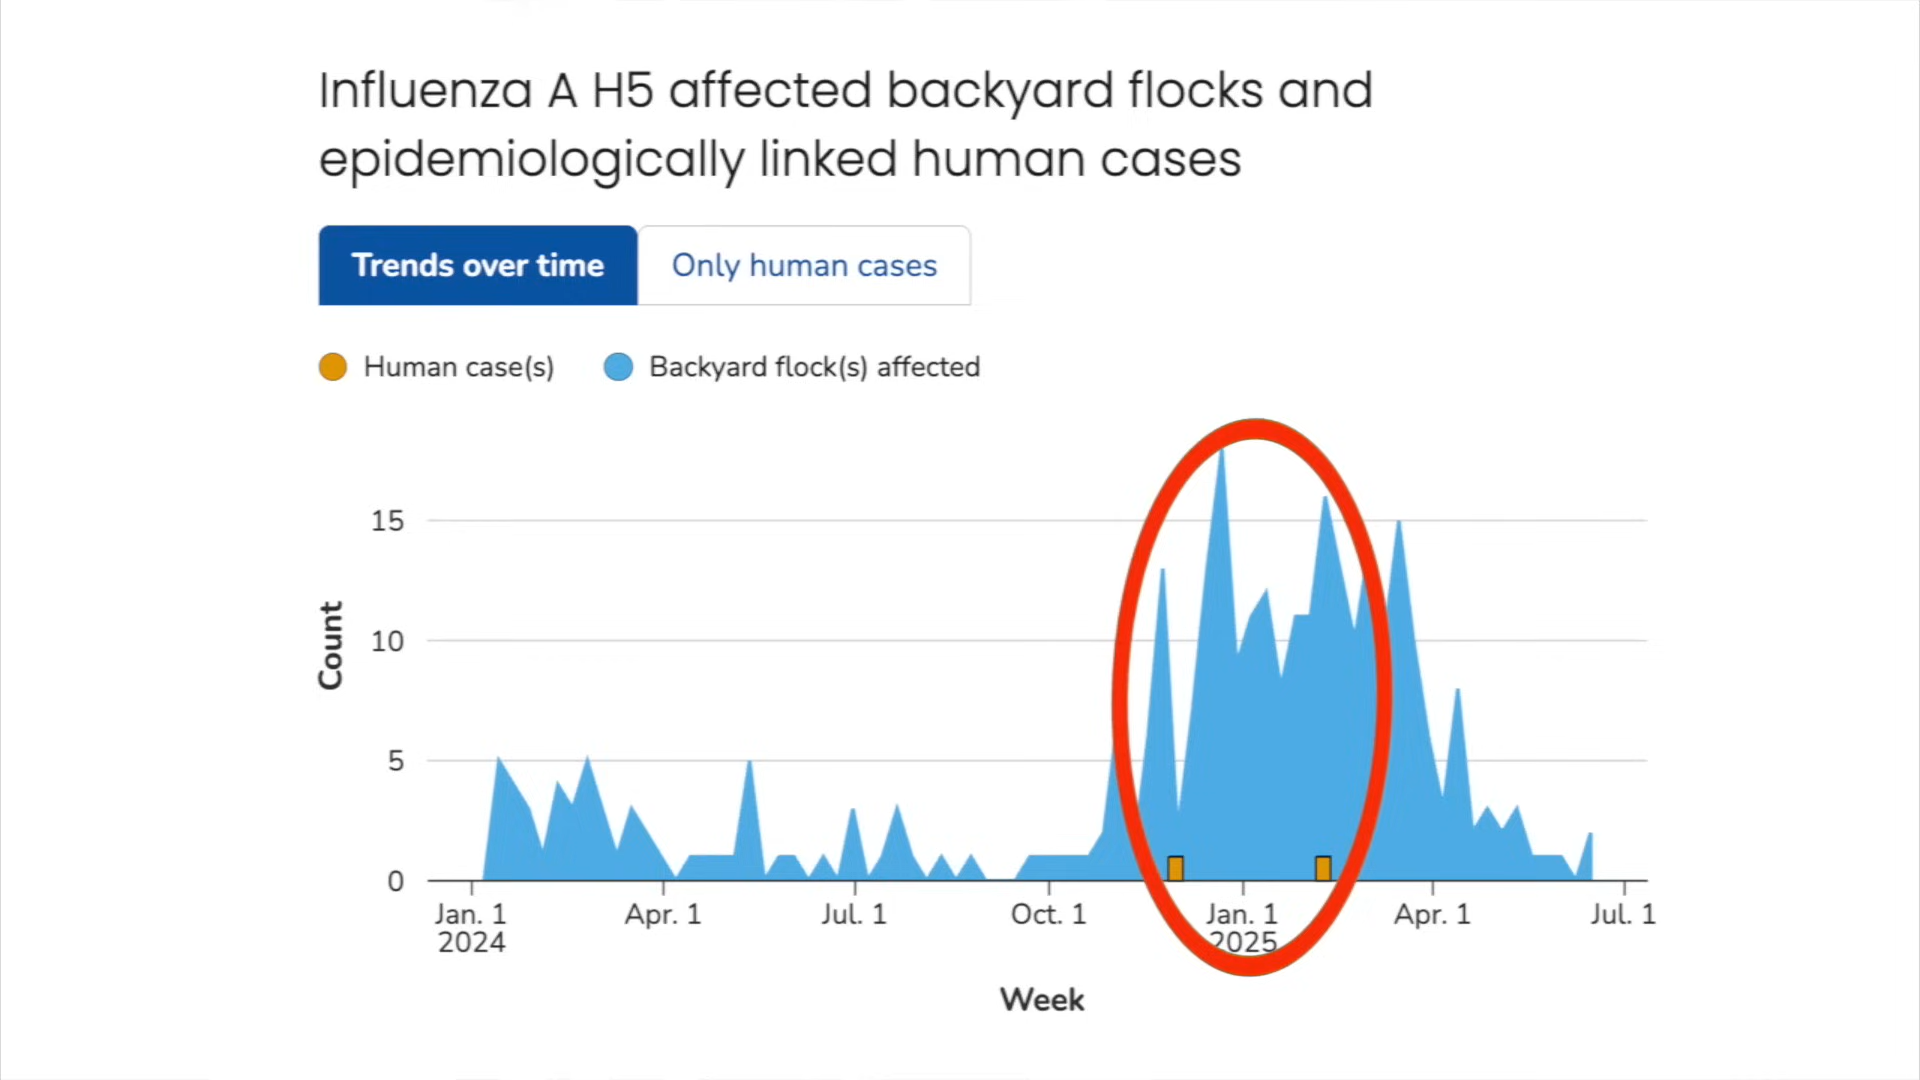 Influenza A H5 affected backyard flocks and
epidemiologically linked human cases
Trends over time
Only human cases
Human case(s)
Backyard flock(s) affected
Count
15
10
5
0
Jan. 1
2024
Apr. 1
Jul. 1
Oct. 1
Jan. 1
2025
Apr. 1
Jul. 1
Week